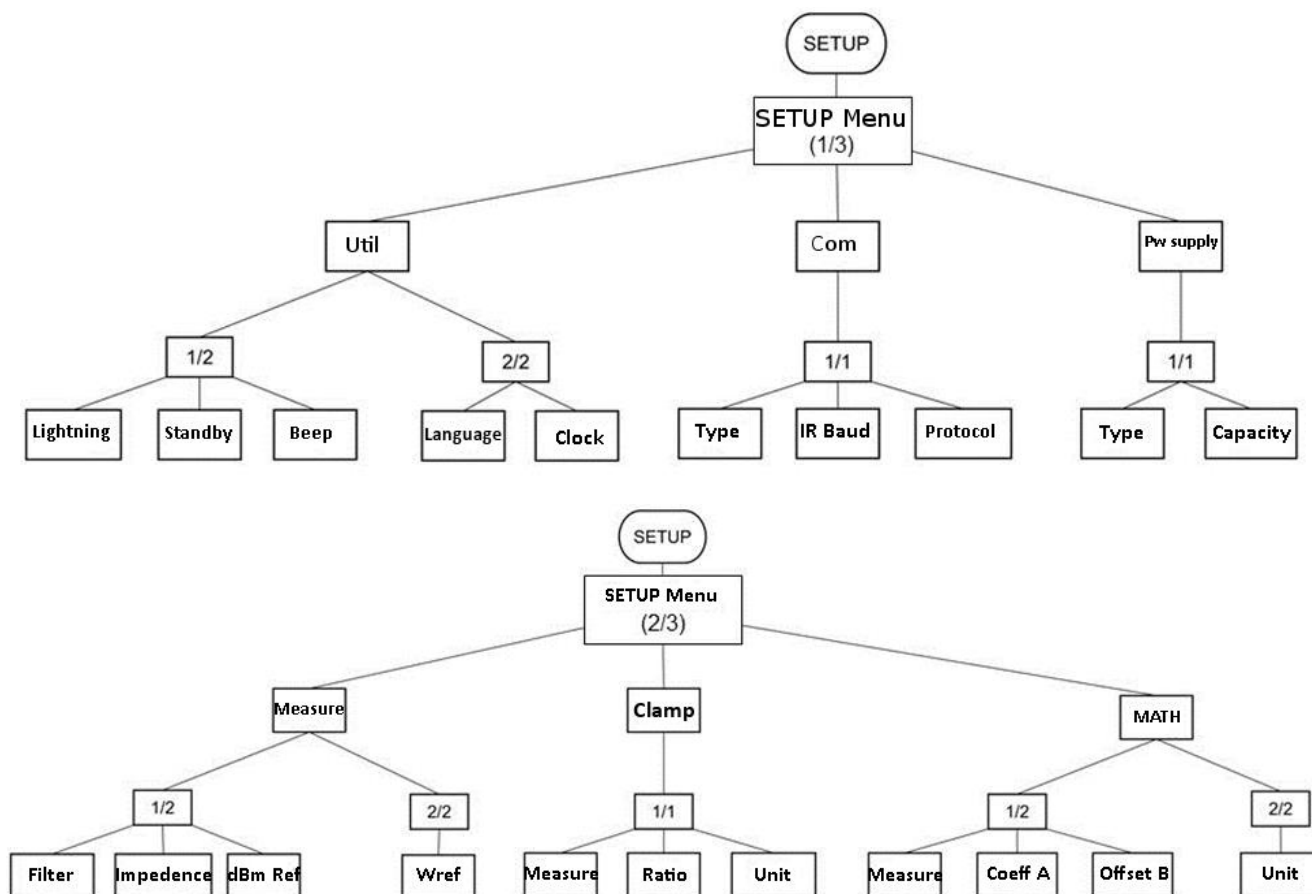 SETUP
SETUP Menu
(1/3)
Util
Com
Pw supply
1/2
2/2
1/1
1/1
Lightning
Standby
Beep
Language
Clock
Type
IR Baud
Protocol
Type
Capacity
SETUP
SETUP Menu
(2/3)
Measure
Clamp
MATH
1/2
2/2
1/1
1/2
2/2
Filter
Impedence
dBm Ref
Wref
Measure
Ratio
Unit
Measure
Coeff A
Offset B
Unit